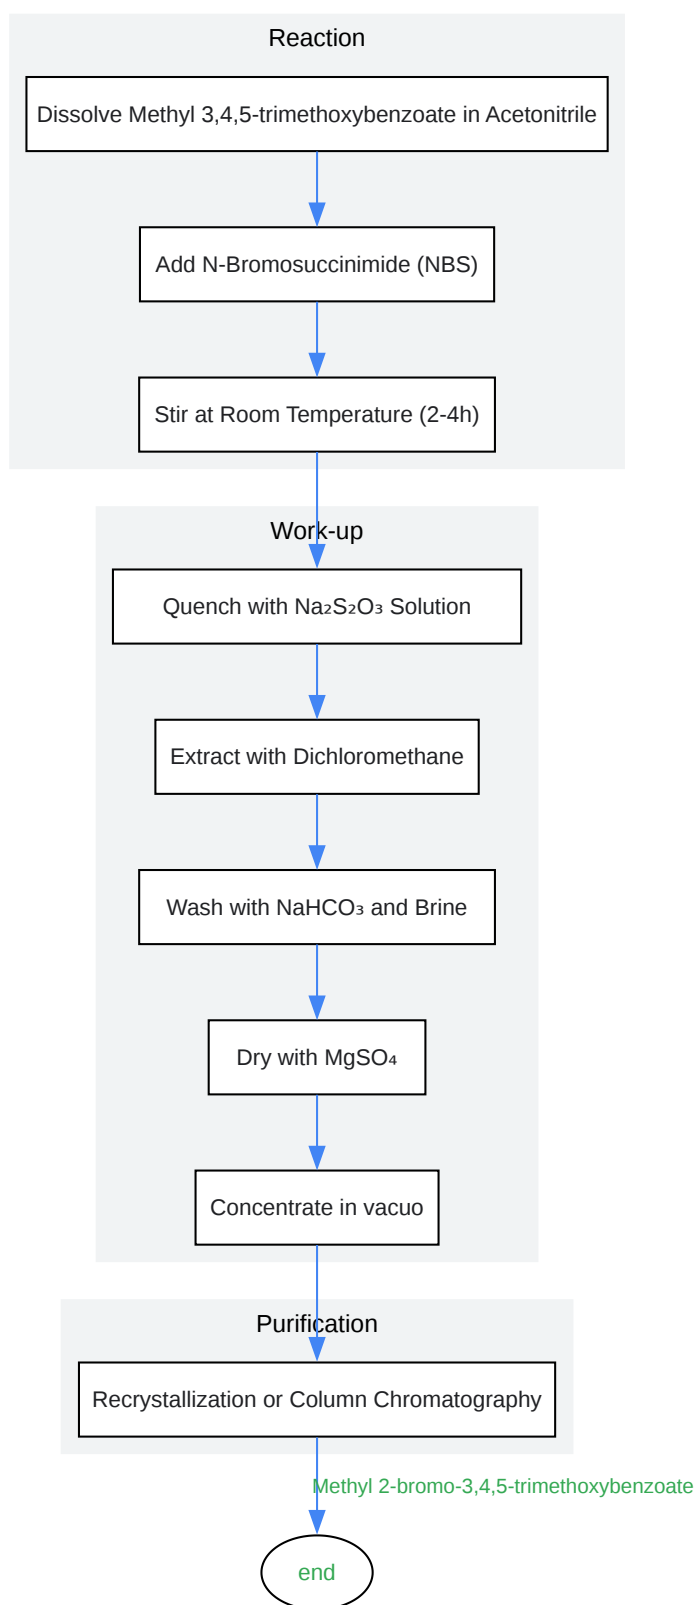 Reaction
Dissolve Methyl 3,4,5-trimethoxybenzoate in Acetonitrile
Add N-Bromosuccinimide (NBS)
Stir at Room Temperature (2-4h)
Work-up
Quench with Na₂S₂O₃ Solution
Extract with Dichloromethane
Wash with NaHCO₃ and Brine
Dry with MgSO₄
Concentrate in vacuo
Purification
Recrystallization or Column Chromatography
Methyl 2-bromo-3,4,5-trimethoxybenzoate
end